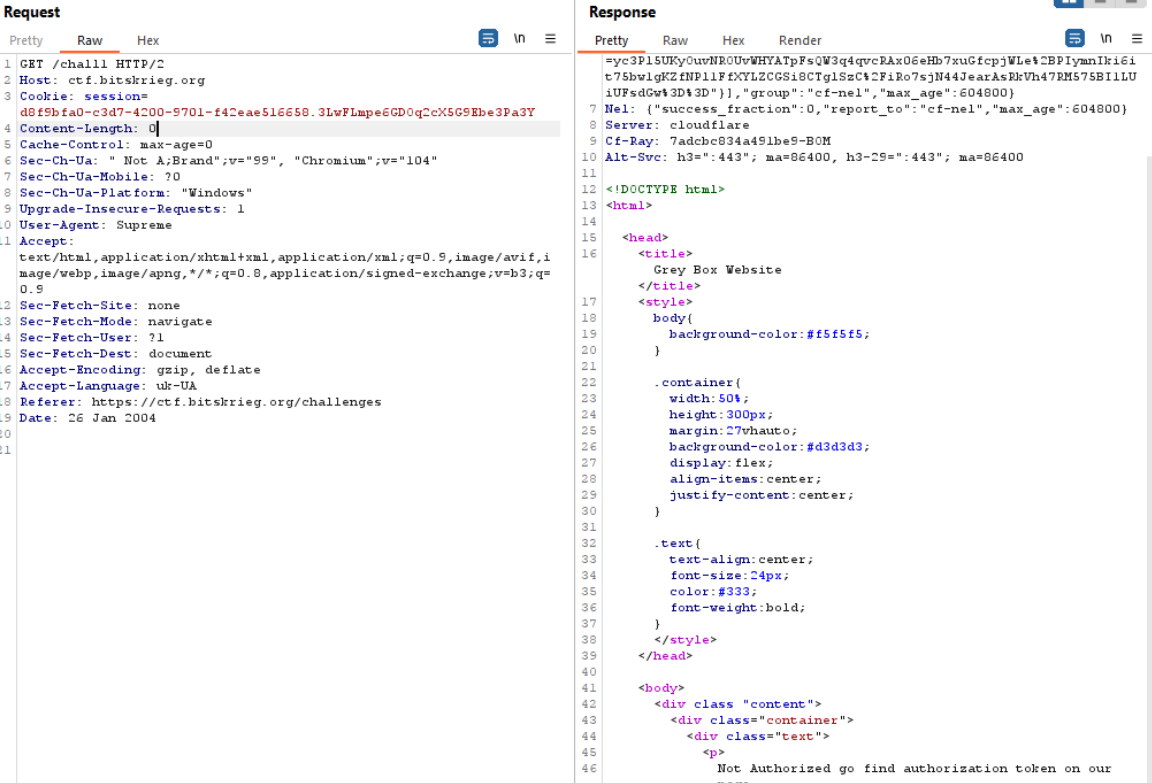 Request
Pretty Raw Hex
\n
1 GET /chall1 HTTP/2
2 Host: ctf.bitskrieg.org
3 Cookie: session=
d8f9bfa0-c3d7-4200-9701-f42eae516658.3LwFLmpe6GD0q2cX5G9Ebe3Pa3Y
4 Content-Length: 0
5 Cache-Control: max-age=0
6 Sec-Ch-Ua: " Not A;Brand";v="99", "Chromium";v="104"
7 Sec-Ch-Ua-Mobile: ?0
8 Sec-Ch-Ua-Platform: "Windows"
9 Upgrade-Insecure-Requests: 1
10 User-Agent: Supreme
11 Accept:
text/html,application/xhtml+xml,application/xml;q=0.9,image/avif,i
mage/webp,image/apng,*/*;q=0.8,application/signed-exchange;v=b3;q=
0.9
12 Sec-Fetch-Site: none
13 Sec-Fetch-Mode: navigate
14 Sec-Fetch-User: ?1
15 Sec-Fetch-Dest: document
16 Accept-Encoding: gzip, deflate
17 Accept-Language: uk-UA
18 Referer: https://ctf.bitskrieg.org/challenges
19 Date: 26 Jan 2004
20
21
Response
Pretty Raw Hex Render
\n
=yc3Pl5UKyOuvNROUvWHYATpFsQW3q4qvcRAx06eHb7xuGfcpjWLe%2BPIymnIki6i
t75bwlgKZfNPl1FfXYLZCGSi8CTglSzC%2FiRo7sjN44JearAsRkVh47RM575BIlLU
iUFsdGw%3D%3D"}],"group":"cf-nel","max_age":604800}
7 Nel: {"success_fraction":0,"report_to":"cf-nel","max_age":604800}
8 Server: cloudflare
9 Cf-Ray: 7adcbc834a491be9-BOM
10 Alt-Svc: h3=":443"; ma=86400, h3-29=":443"; ma=86400
11
12 <!DOCTYPE html>
13 <html>
14
15 <head>
16 <title>
Grey Box Website
</title>
17 <style>
18 body{
19 background-color:#f5f5f5;
20 }
21
22 .container{
23 width:50%;
24 height:300px;
25 margin:27vhauto;
26 background-color:#d3d3d3;
27 display:flex;
28 align-items:center;
29 justify-content:center;
30 }
31
32 .text{
33 text-align:center;
34 font-size:24px;
35 color:#333;
36 font-weight:bold;
37 }
38 </style>
39 </head>
40
41 <body>
42 <div class "content">
43 <div class="container">
44 <div class="text">
45 <p>
46 Not Authorized go find authorization token on our